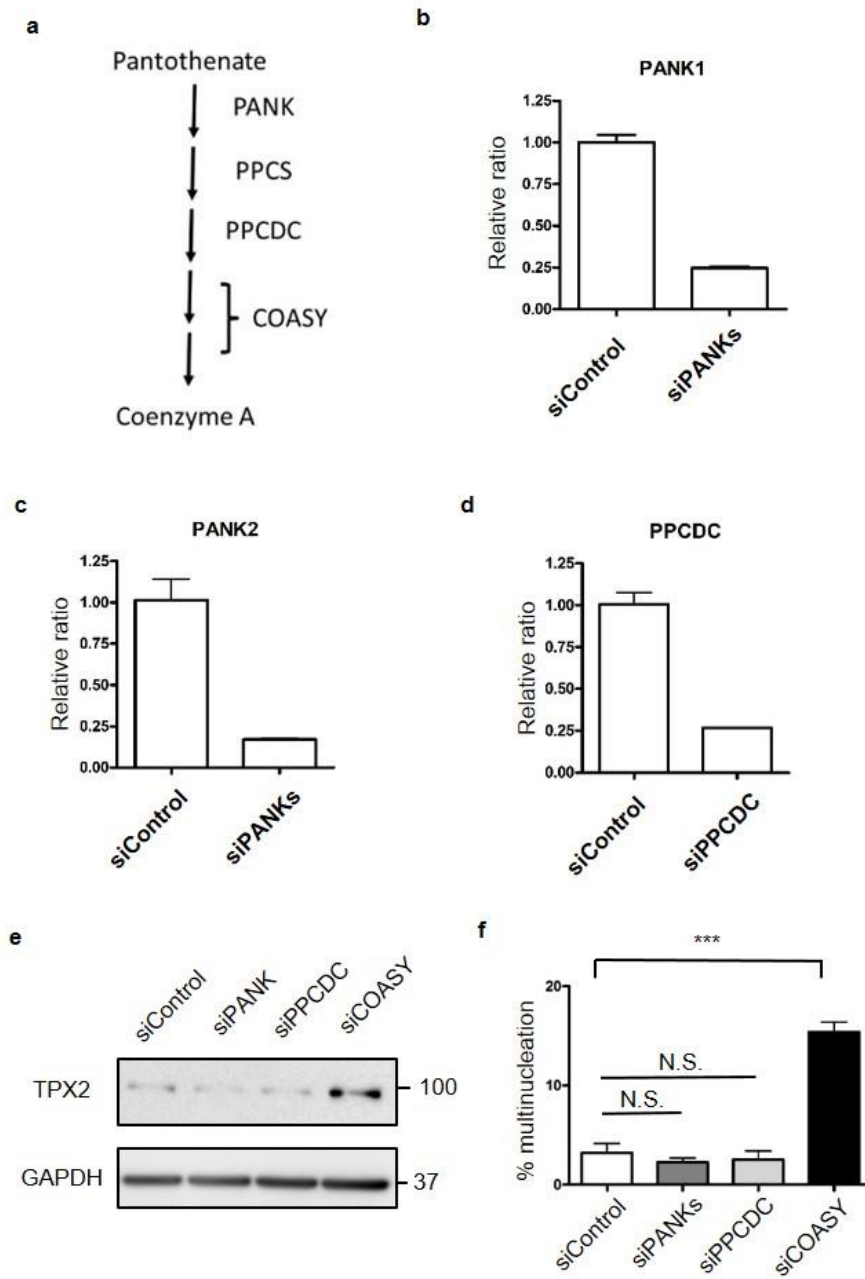 a
Pantothenate
PANK
PPCS
PPCDC
COASY
Coenzyme A
b
PANK1
Relative ratio
1.25
1.00
0.75
0.50
0.25
0.00
siControl
siPANKs
c
PANK2
Relative ratio
1.25
1.00
0.75
0.50
0.25
0.00
siControl
siPANKs
d
PPCDC
Relative ratio
1.25
1.00
0.75
0.50
0.25
0.00
siControl
siPPCDC
e
siControl
siPANK
siPPCDC
siCOASY
TPX2
100
GAPDH
37
f
***
N.S.
N.S.
% multinucleation
20
10
0
siControl
siPANKs
siPPCDC
siCOASY